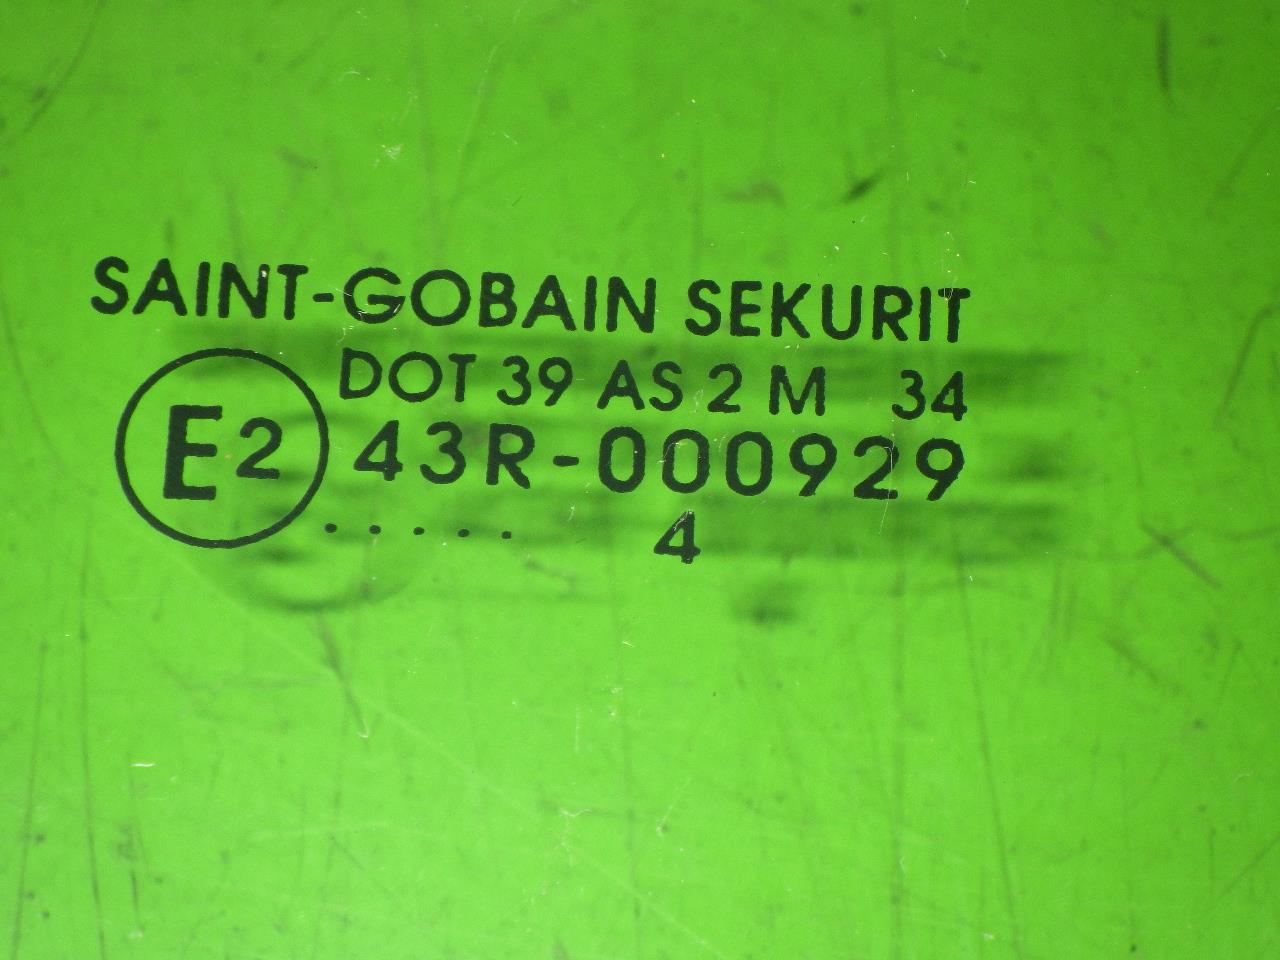 SAINT-GOBAIN SEKURIT
DOT 39 AS 2 M 34
E2 43R-000929
..... 4